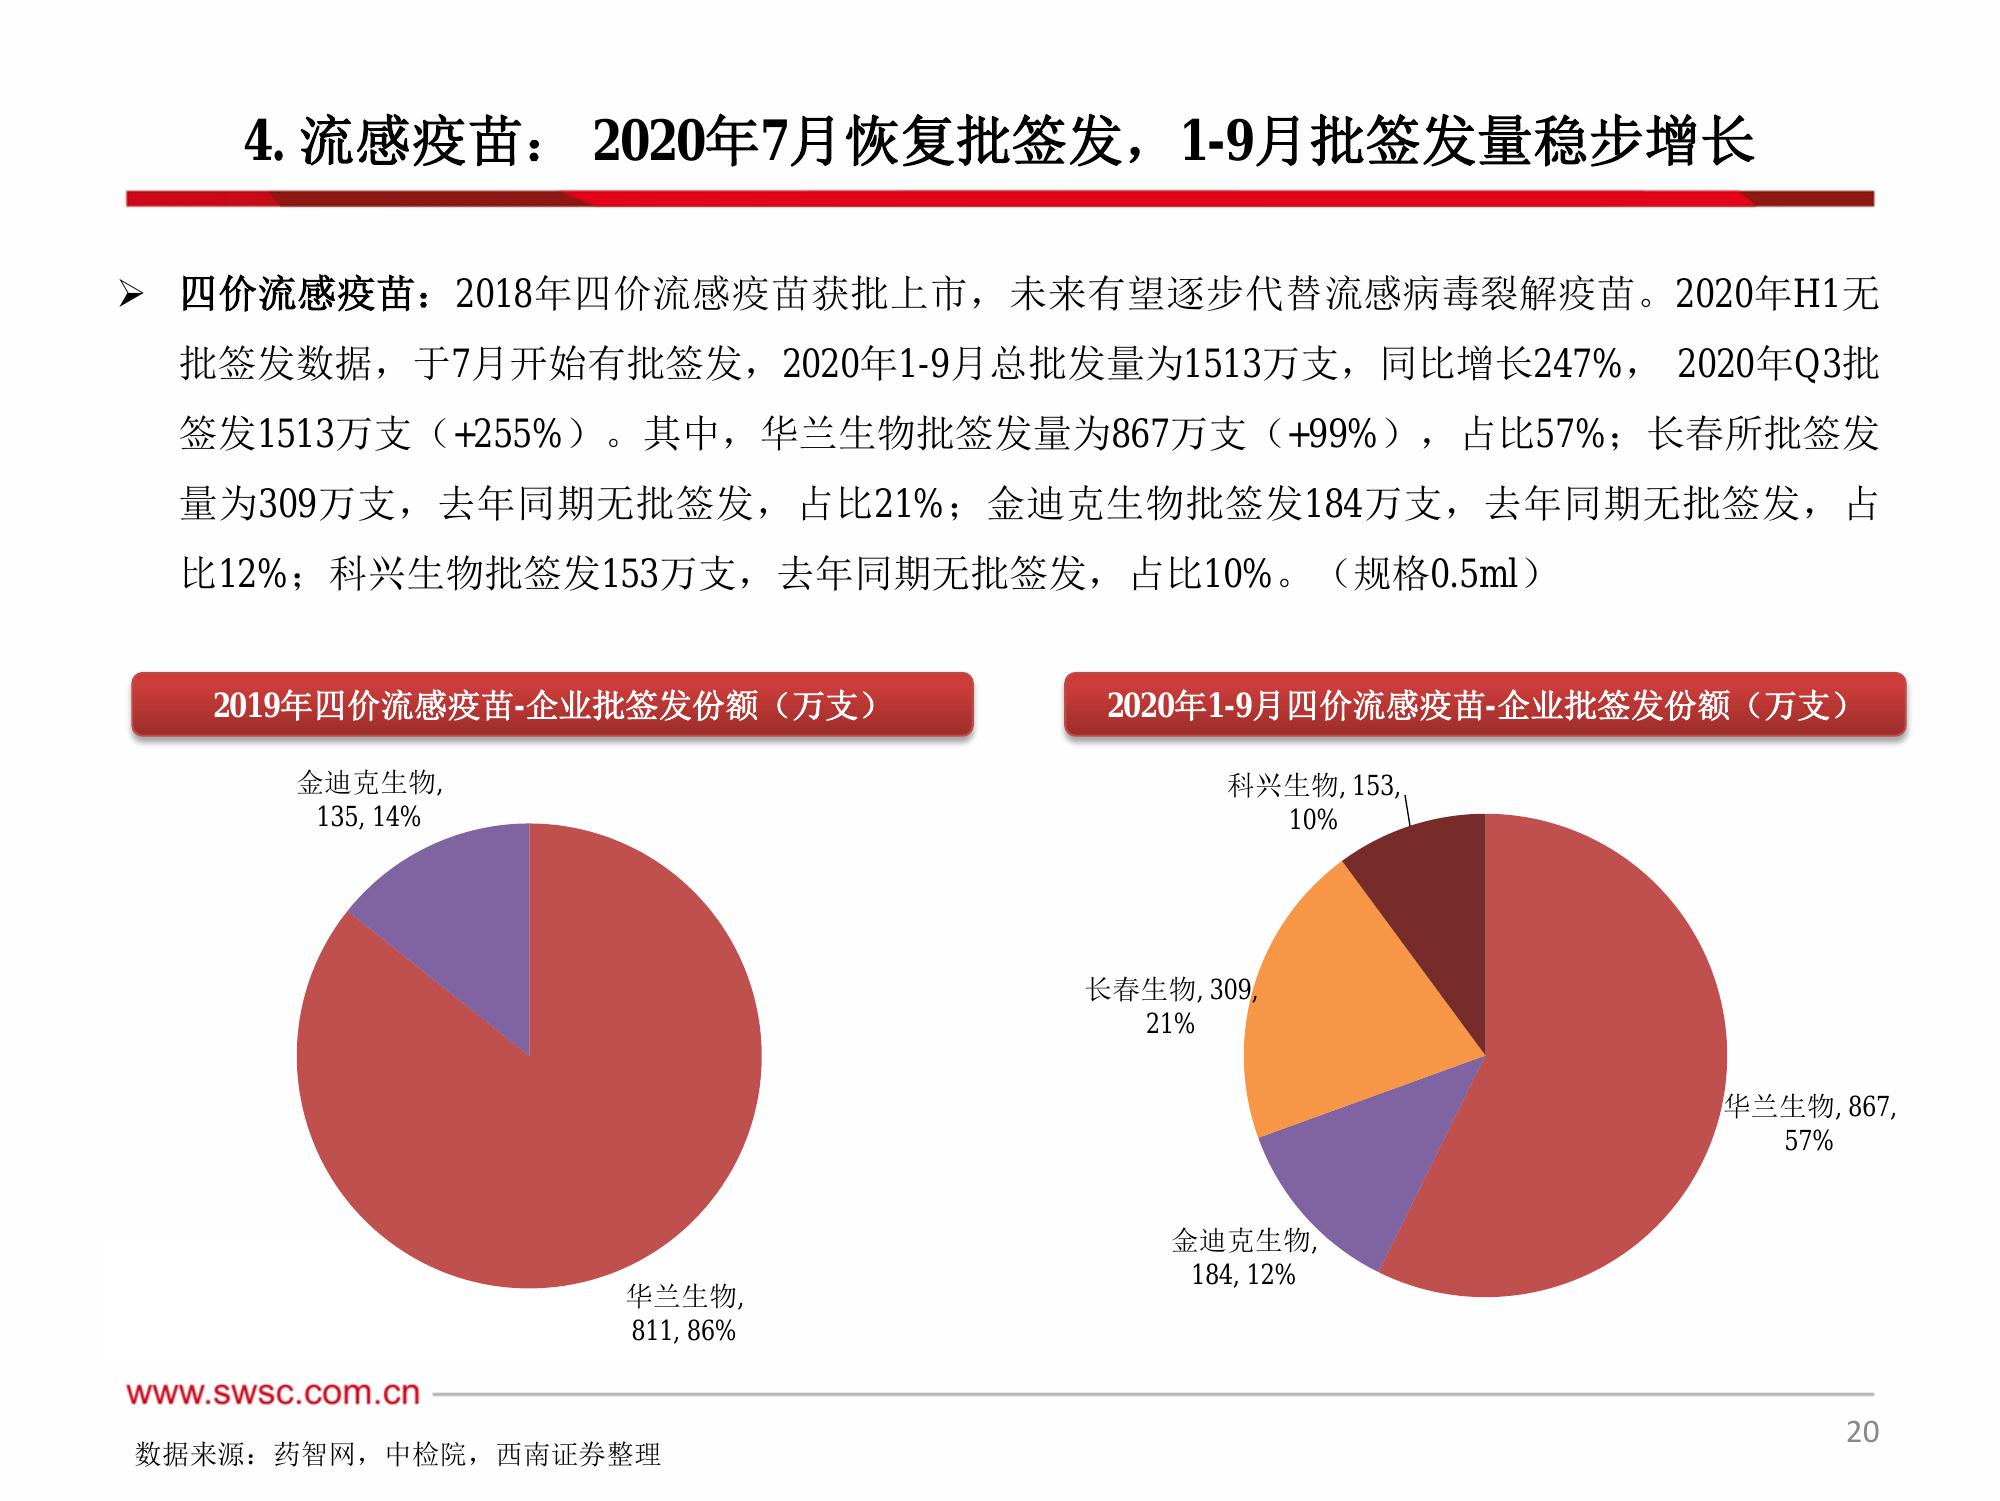 4. 流感疫苗： 2020年7月恢复批签发，1-9月批签发量稳步增长
➢ 四价流感疫苗：2018年四价流感疫苗获批上市，未来有望逐步代替流感病毒裂解疫苗。2020年H1无
批签发数据，于7月开始有批签发，2020年1-9月总批发量为1513万支，同比增长247%， 2020年Q3批
签发1513万支（+255%）。其中，华兰生物批签发量为867万支（+99%），占比57%；长春所批签发
量为309万支，去年同期无批签发，占比21%；金迪克生物批签发184万支，去年同期无批签发，占
比12%；科兴生物批签发153万支，去年同期无批签发，占比10%。（规格0.5ml）
2019年四价流感疫苗-企业批签发份额（万支）
金迪克生物,
135, 14%
华兰生物,
811, 86%
2020年1-9月四价流感疫苗-企业批签发份额（万支）
科兴生物, 153,
10%
长春生物, 309,
21%
华兰生物, 867,
57%
金迪克生物,
184, 12%
www.swsc.com.cn
20
数据来源：药智网，中检院，西南证券整理